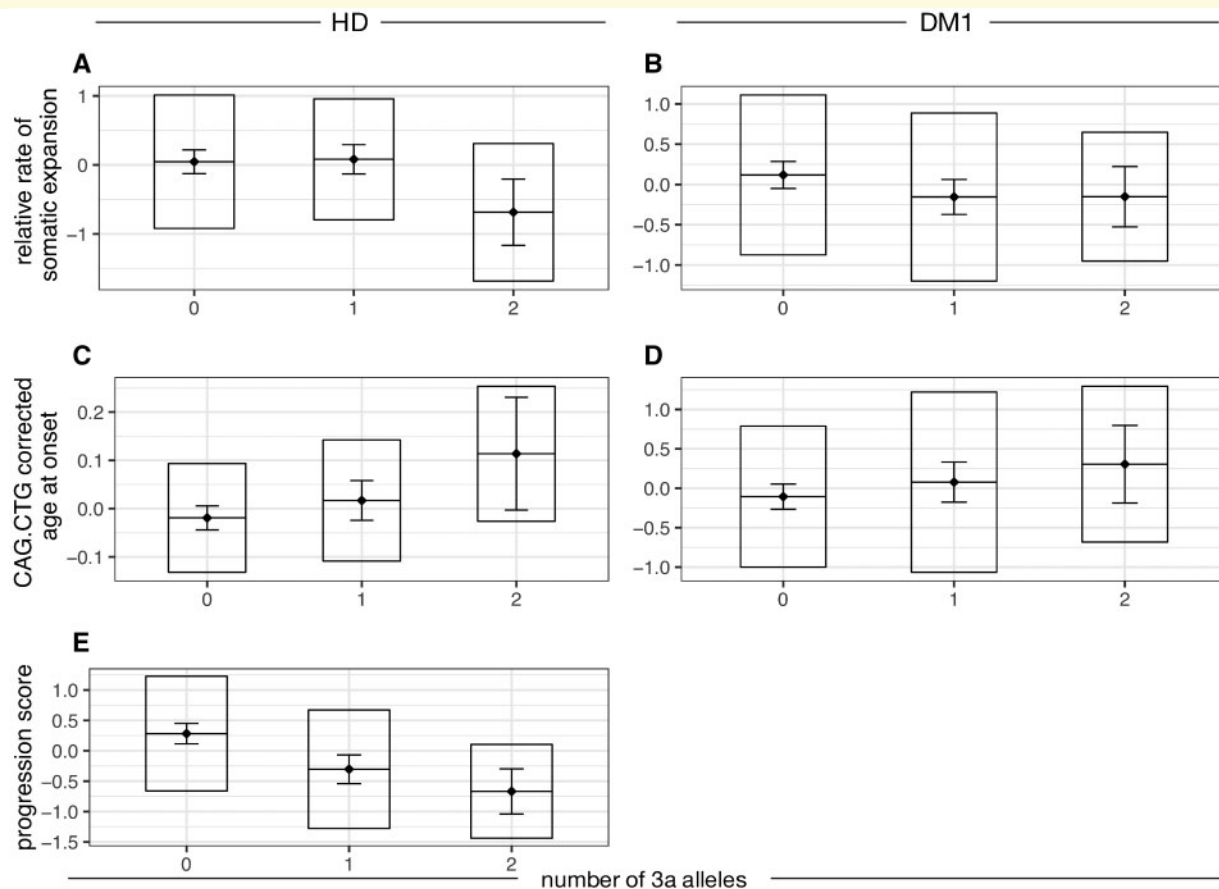 HD
DM1
A
B
relative rate of
somatic expansion
1
0
−1
0 1 2
1.0
0.5
0.0
−0.5
−1.0
0 1 2
C
D
CAG.CTG corrected
age at onset
0.2
0.1
0.0
−0.1
0 1 2
1.0
0.5
0.0
−0.5
−1.0
0 1 2
E
progression score
1.0
0.5
0.0
−0.5
−1.0
−1.5
0 1 2
number of 3a alleles